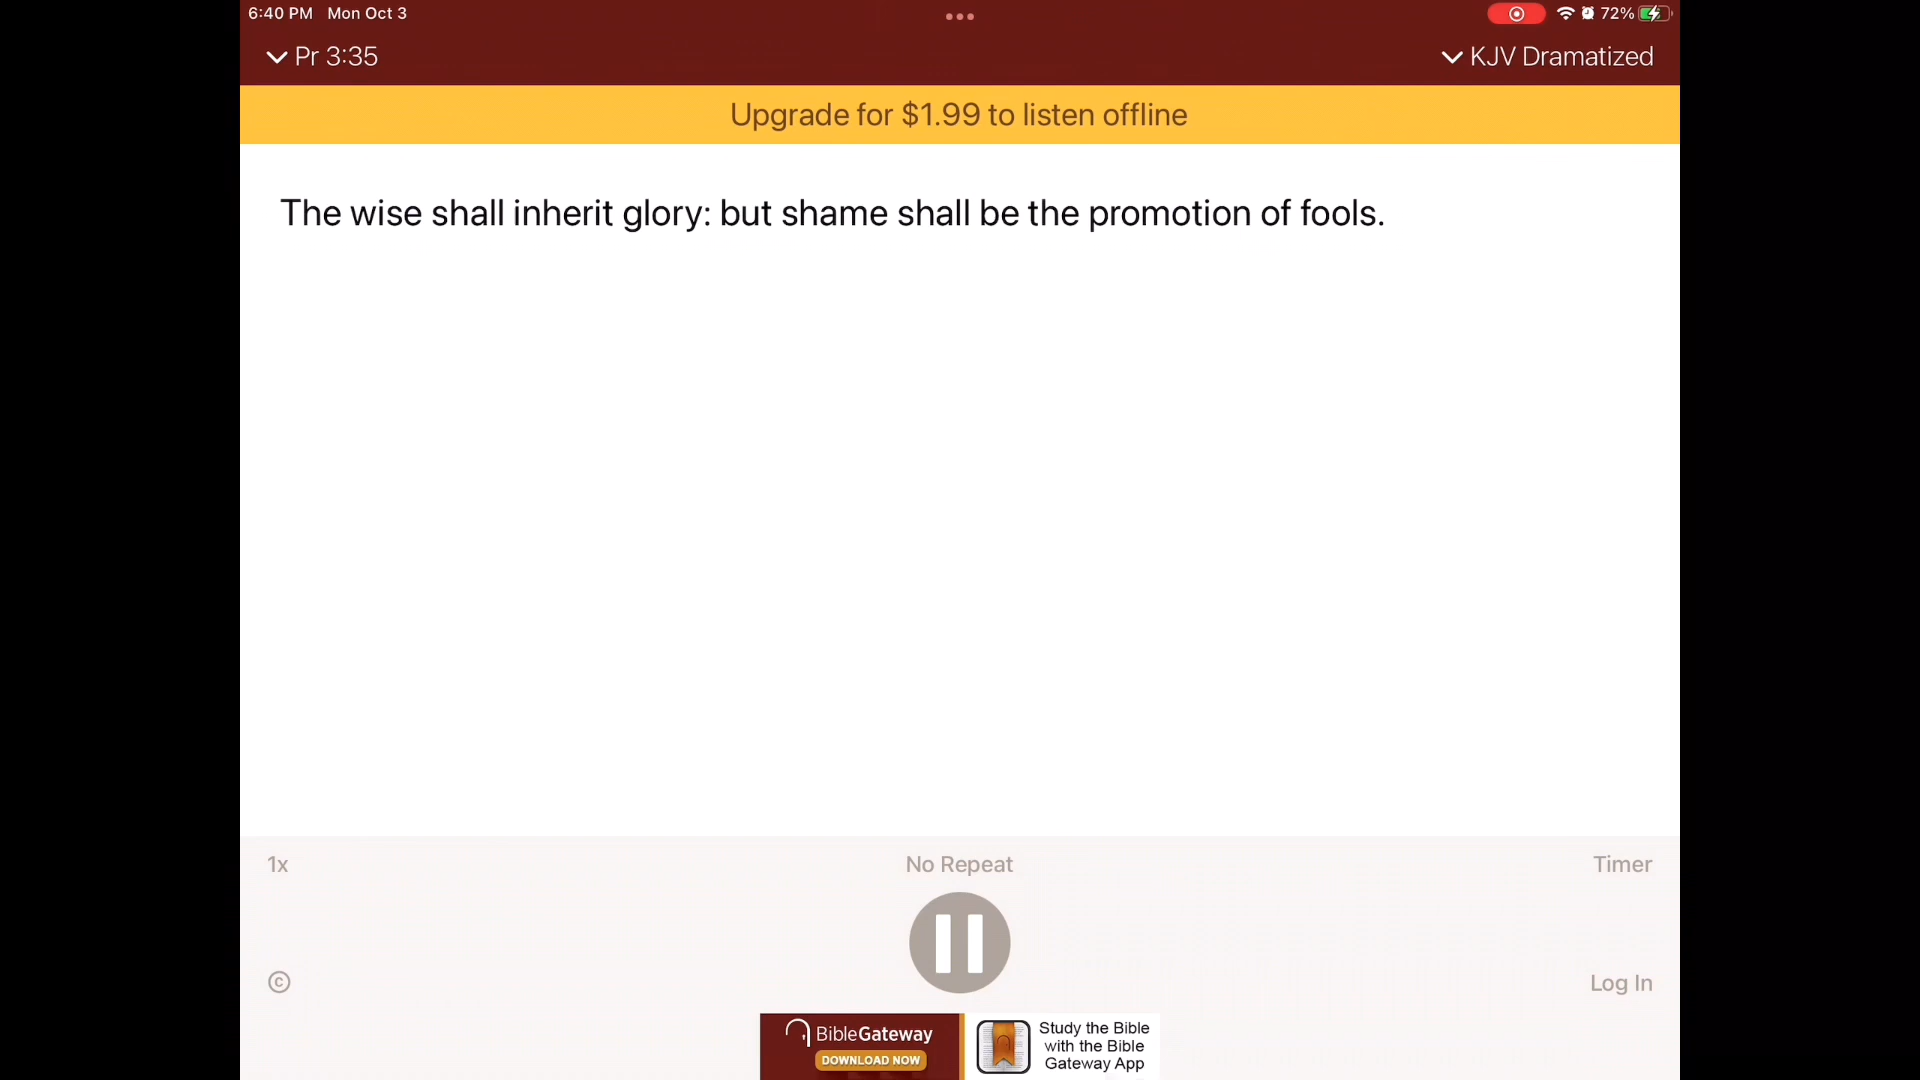 6:40 PM Mon Oct 3
72%
Pr 3:35
KJV Dramatized
Upgrade for $1.99 to listen offline
The wise shall inherit glory: but shame shall be the promotion of fools.
1x
No Repeat
Timer
©
Log In
BibleGateway
DOWNLOAD NOW
Study the Bible
with the Bible
Gateway App